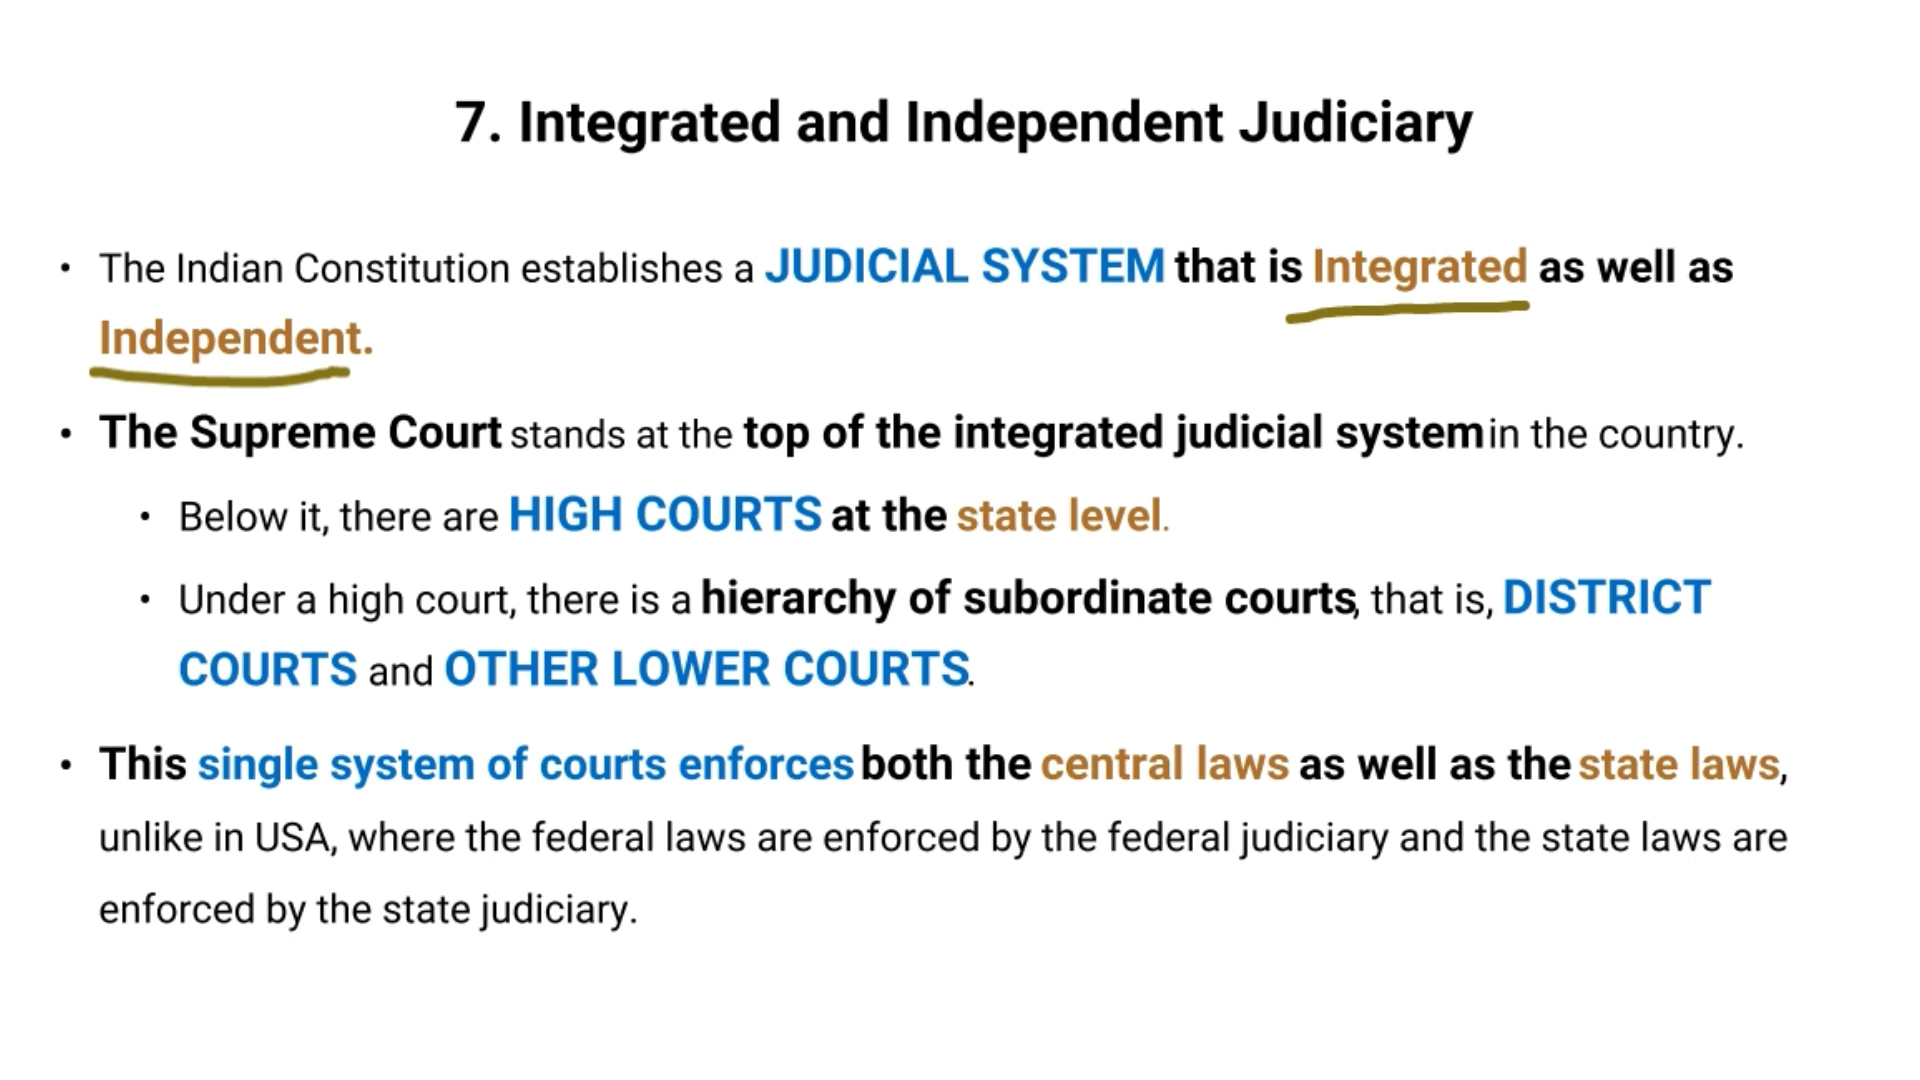 7. Integrated and Independent Judiciary
• The Indian Constitution establishes a JUDICIAL SYSTEM that is Integrated as well as
Independent.
• The Supreme Court stands at the top of the integrated judicial system in the country.
• Below it, there are HIGH COURTS at the state level.
• Under a high court, there is a hierarchy of subordinate courts, that is, DISTRICT
COURTS and OTHER LOWER COURTS.
• This single system of courts enforces both the central laws as well as the state laws,
unlike in USA, where the federal laws are enforced by the federal judiciary and the state laws are
enforced by the state judiciary.